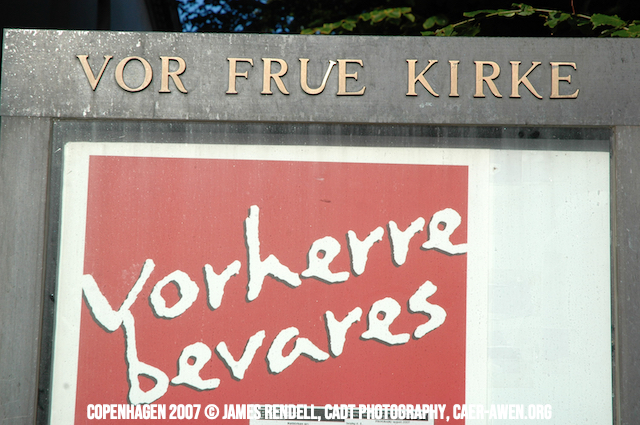 VOR FRUE KIRKE
Vorherre
bevares
COPENHAGEN 2007 © JAMES RENDELL, CADT PHOTOGRAPHY, CAER-AWEN.ORG